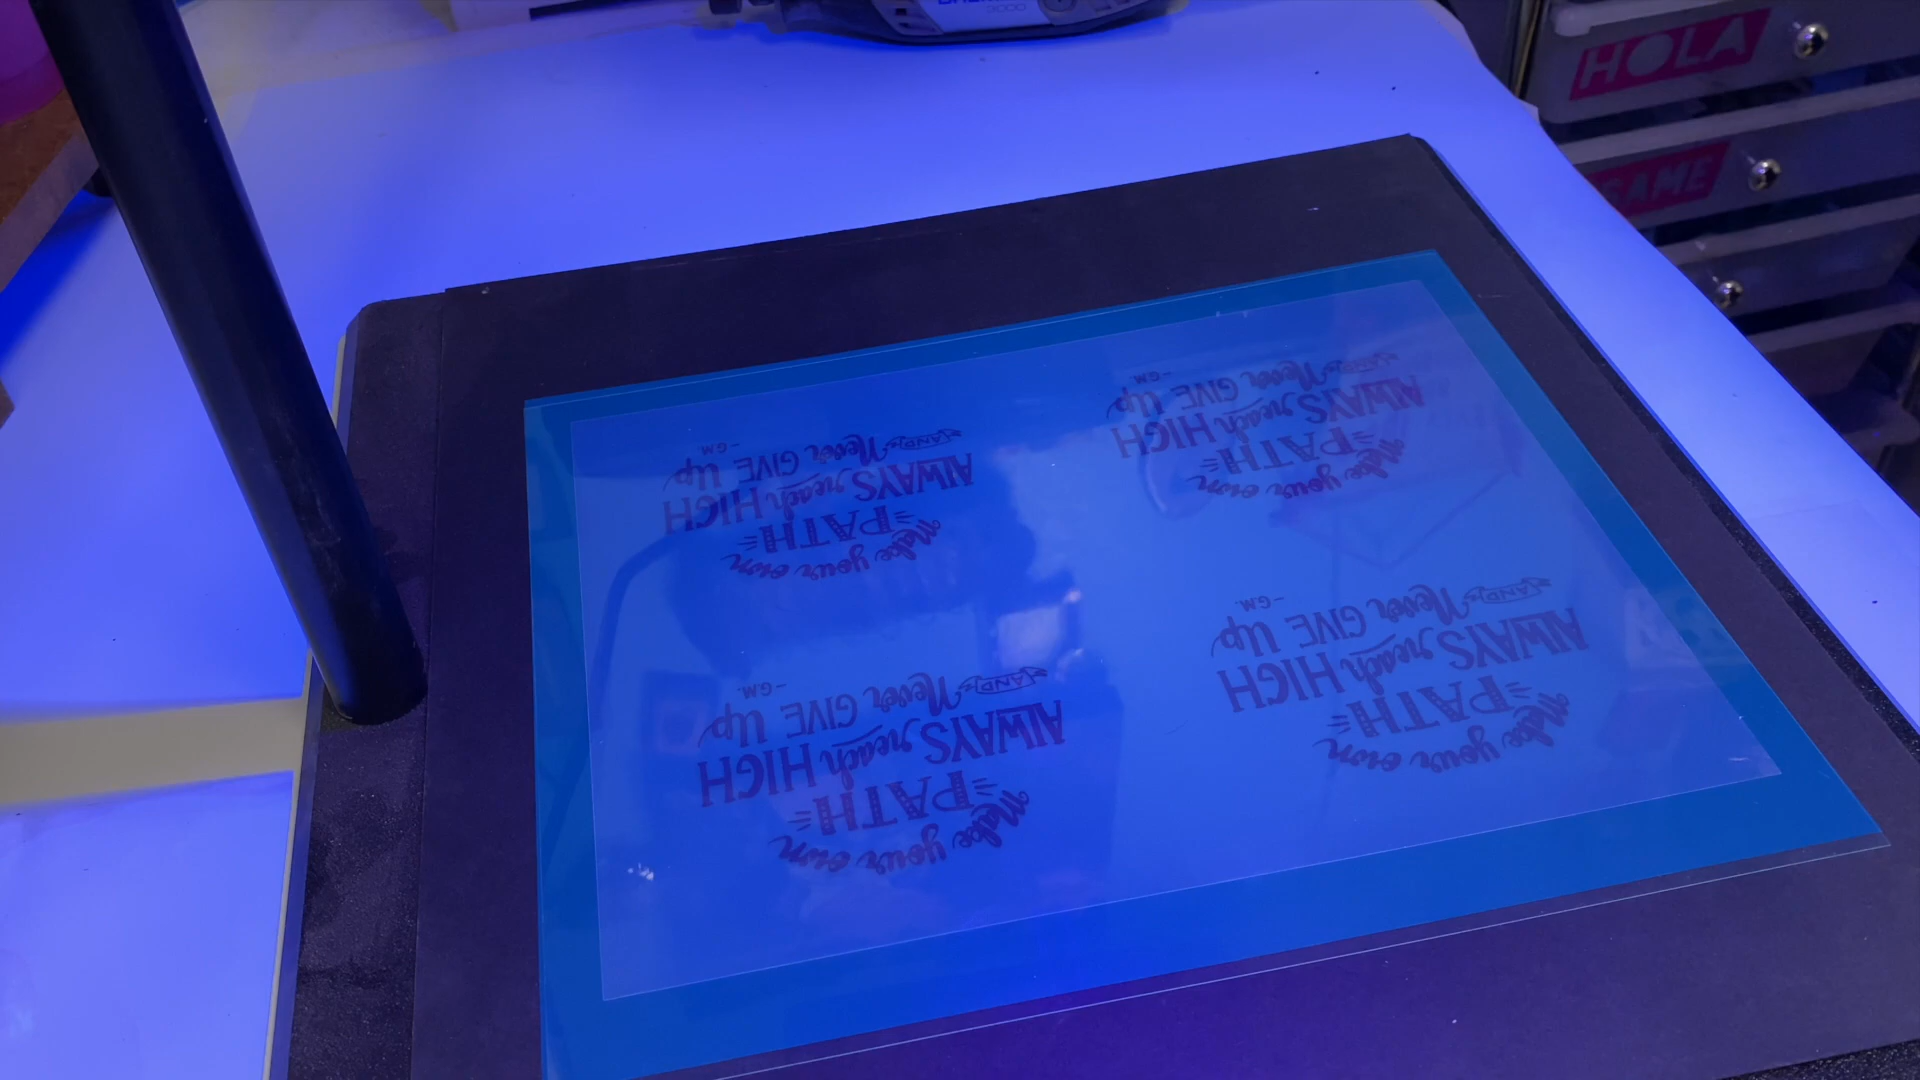 3000
HOLA
Make your own
PATH
ALWAYS reach HIGH
AND Never GIVE Up
-G.M.
Make your own
PATH
ALWAYS reach HIGH
AND Never GIVE Up
-G.M.
Make your own
PATH
ALWAYS reach HIGH
AND Never GIVE Up
-G.M.
Make your own
PATH
ALWAYS reach HIGH
AND Never GIVE Up
-G.M.